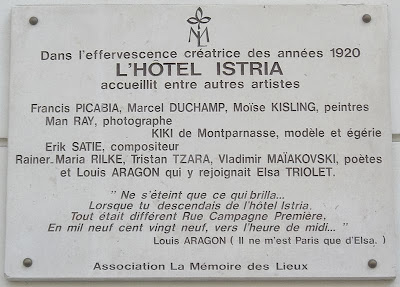 Dans l'effervescence créatrice des années 1920
L'HÔTEL ISTRIA
accueillit entre autres artistes
Francis PICABIA, Marcel DUCHAMP, Moïse KISLING, peintres
Man RAY, photographe
KIKI de Montparnasse, modèle et égérie
Erik SATIE, compositeur
Rainer-Maria RILKE, Tristan TZARA, Vladimir MAÏAKOVSKI, poètes
et Louis ARAGON qui y rejoignait Elsa TRIOLET.
" Ne s'éteint que ce qui brilla...
Lorsque tu descendais de l'hôtel Istria,
Tout était différent Rue Campagne Première,
En mil neuf cent vingt neuf, vers l'heure de midi... "
Louis ARAGON ( Il ne m'est Paris que d'Elsa. )
Association La Mémoire des Lieux